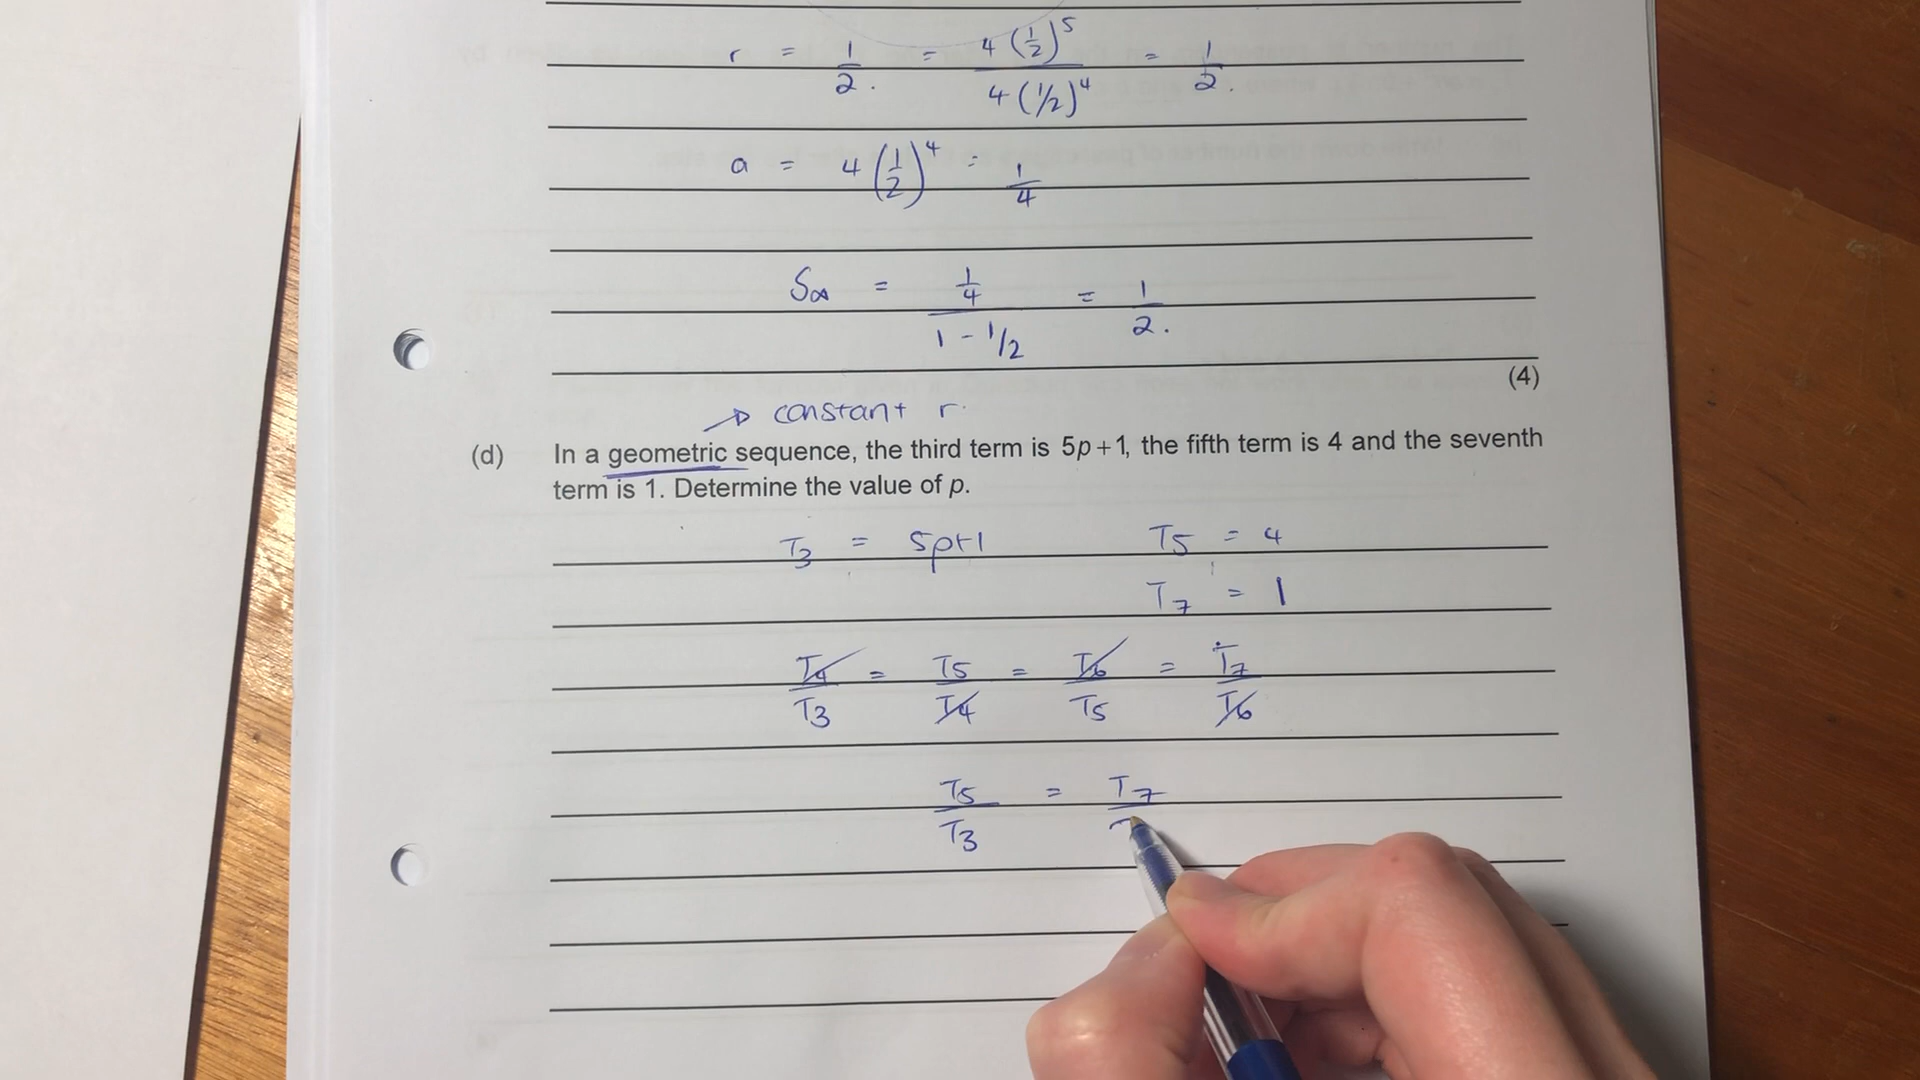 r = 1/2. = 4(1/2)^5 / 4(1/2)^4 = 1/2.
a = 4(1/2)^4 = 1/4
S∞ = 1/4 / 1 - 1/2 = 1/2.
(4)
→ constant r.
(d) In a geometric sequence, the third term is 5p+1, the fifth term is 4 and the seventh
term is 1. Determine the value of p.
T3 = 5p+1 T5 = 4
T7 = 1
T4/T3 = T5/T4 = T6/T5 = T7/T6
T5/T3 = T7/T